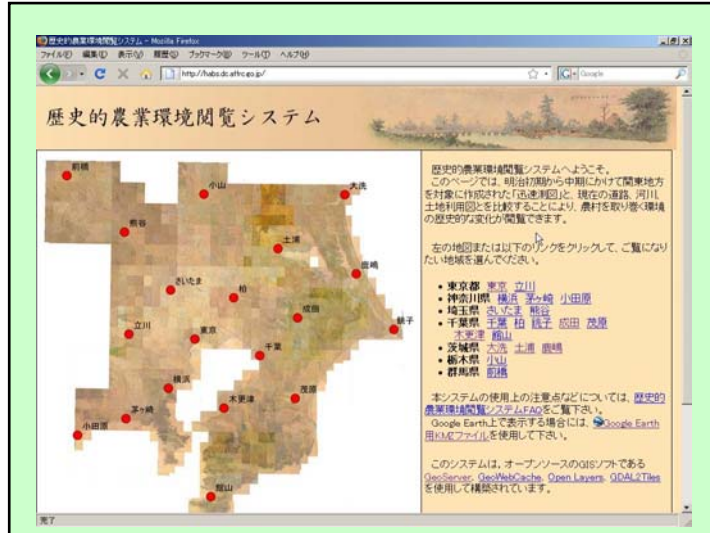 歴史的農業環境閲覧システム - Mozilla Firefox
ファイル(F) 編集(E) 表示(V) 履歴(S) ブックマーク(B) ツール(T) ヘルプ(H)
http://habs.dc.affrc.go.jp/
Google
歴史的農業環境閲覧システム
前橋
小山
大洗
熊谷
土浦
鹿嶋
さいたま
柏
成田
銚子
立川
東京
千葉
横浜
木更津
茂原
茅ヶ崎
小田原
館山
歴史的農業環境閲覧システムへようこそ。
このページでは、明治初期から中期にかけて関東地方
を対象に作成された「迅速測図」と、現在の道路、河川、
土地利用図とを比較することにより、農村を取り巻く環境
の歴史的な変化が閲覧できます。
左の地図または以下のリンクをクリックして、ご覧になり
たい地域を選んでください。
• 東京都 東京 立川
• 神奈川県 横浜 茅ヶ崎 小田原
• 埼玉県 さいたま 熊谷
• 千葉県 千葉 柏 銚子 成田 茂原
木更津 館山
• 茨城県 大洗 土浦 鹿嶋
• 栃木県 小山
• 群馬県 前橋
本システムの使用上の注意点などについては、歴史的
農業環境閲覧システムFAQをご覧下さい。
Google Earth上で表示する場合には、Google Earth
用KMZファイルを使用して下さい。
このシステムは、オープンソースのGISソフトである
GeoServer, GeoWebCache, Open Layers, GDAL2Tiles
を使用して構築されています。
完了